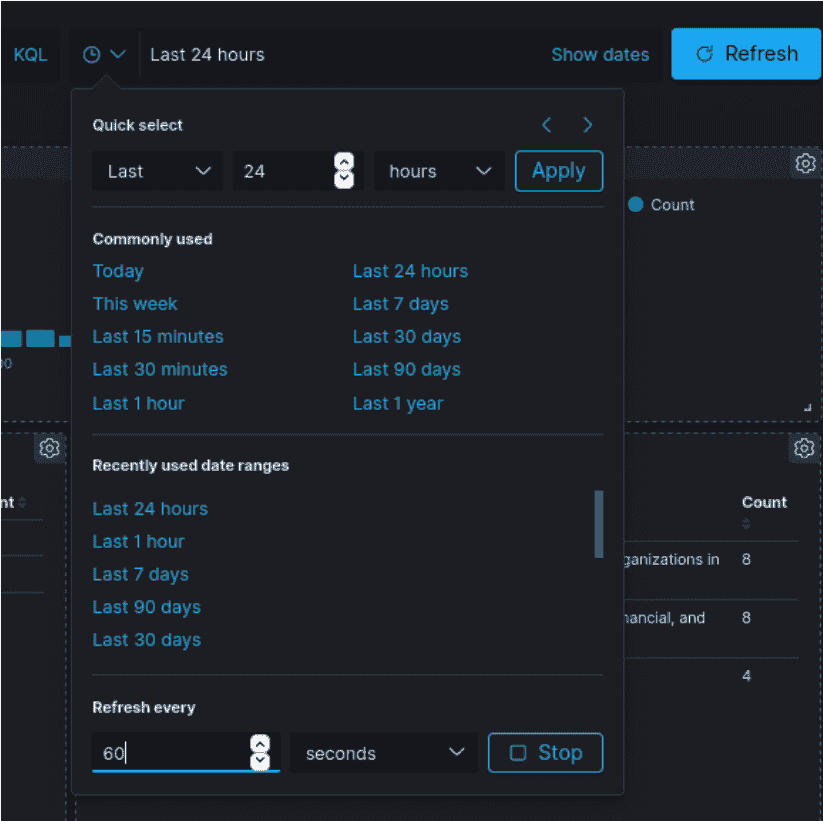 KQL Last 24 hours Show dates Refresh
Quick select
Last 24 hours Apply
Count
Commonly used
Today Last 24 hours
This week Last 7 days
Last 15 minutes Last 30 days
Last 30 minutes Last 90 days
Last 1 hour Last 1 year
Recently used date ranges
Last 24 hours
Last 1 hour
Last 7 days
Last 90 days
Last 30 days
nt Count
ganizations in 8
nancial, and 8
4
Refresh every
60 seconds Stop